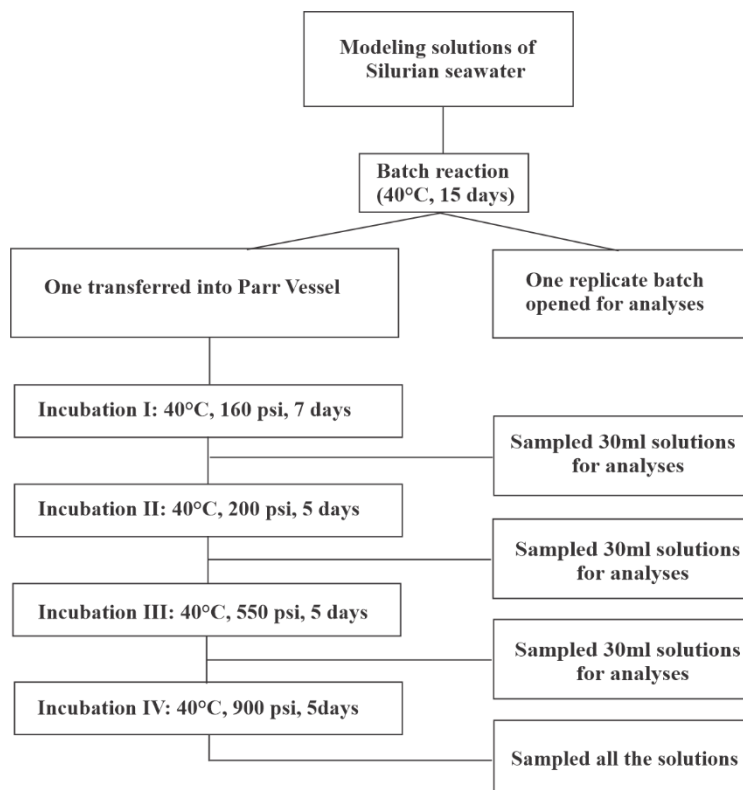 Modeling solutions of
Silurian seawater
Batch reaction
(40°C, 15 days)
One transferred into Parr Vessel
One replicate batch
opened for analyses
Incubation I: 40°C, 160 psi, 7 days
Sampled 30ml solutions
for analyses
Incubation II: 40°C, 200 psi, 5 days
Sampled 30ml solutions
for analyses
Incubation III: 40°C, 550 psi, 5 days
Sampled 30ml solutions
for analyses
Incubation IV: 40°C, 900 psi, 5days
Sampled all the solutions